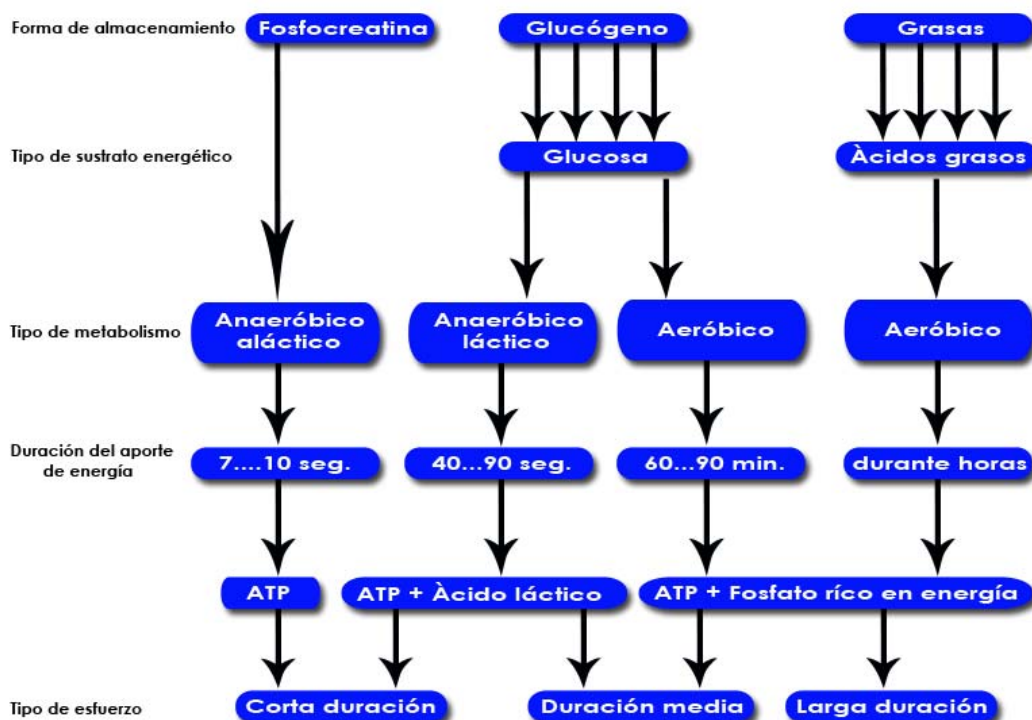 Forma de almacenamiento
Fosfocreatina
Glucógeno
Grasas
Tipo de sustrato energético
Glucosa
Àcidos grasos
Tipo de metabolismo
Anaeróbico
aláctico
Anaeróbico
láctico
Aeróbico
Aeróbico
Duración del aporte
de energía
7....10 seg.
40...90 seg.
60...90 min.
durante horas
ATP
ATP + Àcido láctico
ATP + Fosfato ríco en energía
Tipo de esfuerzo
Corta duración
Duración media
Larga duración